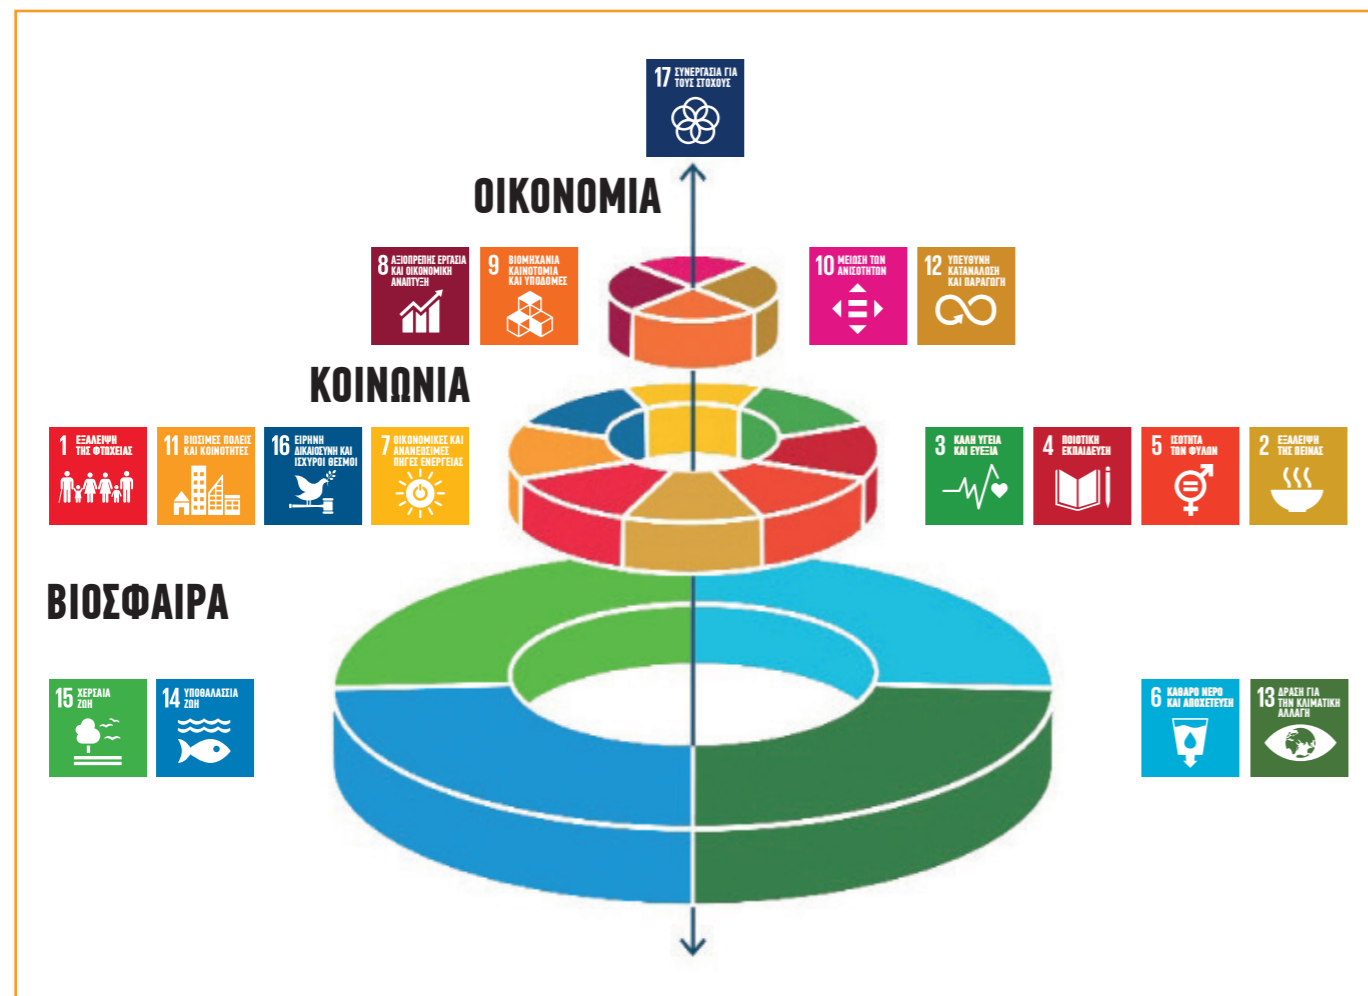 17 ΣΥΝΕΡΓΑΣΙΑ ΓΙΑ
ΤΟΥΣ ΣΤΟΧΟΥΣ
ΟΙΚΟΝΟΜΙΑ
8 ΑΞΙΟΠΡΕΠΗΣ ΕΡΓΑΣΙΑ
ΚΑΙ ΟΙΚΟΝΟΜΙΚΗ
ΑΝΑΠΤΥΞΗ
9 ΒΙΟΜΗΧΑΝΙΑ
ΚΑΙΝΟΤΟΜΙΑ
ΚΑΙ ΥΠΟΔΟΜΕΣ
10 ΜΕΙΩΣΗ ΤΩΝ
ΑΝΙΣΟΤΗΤΩΝ
12 ΥΠΕΥΘΥΝΗ
ΚΑΤΑΝΑΛΩΣΗ
ΚΑΙ ΠΑΡΑΓΩΓΗ
ΚΟΙΝΩΝΙΑ
1 ΕΞΑΛΕΙΨΗ
ΤΗΣ ΦΤΩΧΕΙΑΣ
11 ΒΙΩΣΙΜΕΣ ΠΟΛΕΙΣ
ΚΑΙ ΚΟΙΝΟΤΗΤΕΣ
16 ΕΙΡΗΝΗ
ΔΙΚΑΙΟΣΥΝΗ ΚΑΙ
ΙΣΧΥΡΟΙ ΘΕΣΜΟΙ
7 ΟΙΚΟΝΟΜΙΚΕΣ ΚΑΙ
ΑΝΑΝΕΩΣΙΜΕΣ
ΠΗΓΕΣ ΕΝΕΡΓΕΙΑΣ
3 ΚΑΛΗ ΥΓΕΙΑ
ΚΑΙ ΕΥΕΞΙΑ
4 ΠΟΙΟΤΙΚΗ
ΕΚΠΑΙΔΕΥΣΗ
5 ΙΣΟΤΗΤΑ
ΤΩΝ ΦΥΛΩΝ
2 ΕΞΑΛΕΙΨΗ
ΤΗΣ ΠΕΙΝΑΣ
ΒΙΟΣΦΑΙΡΑ
15 ΧΕΡΣΑΙΑ
ΖΩΗ
14 ΥΠΟΘΑΛΑΣΣΙΑ
ΖΩΗ
6 ΚΑΘΑΡΟ ΝΕΡΟ
ΚΑΙ ΑΠΟΧΕΤΕΥΣΗ
13 ΔΡΑΣΗ ΓΙΑ
ΤΗΝ ΚΛΙΜΑΤΙΚΗ
ΑΛΛΑΓΗ